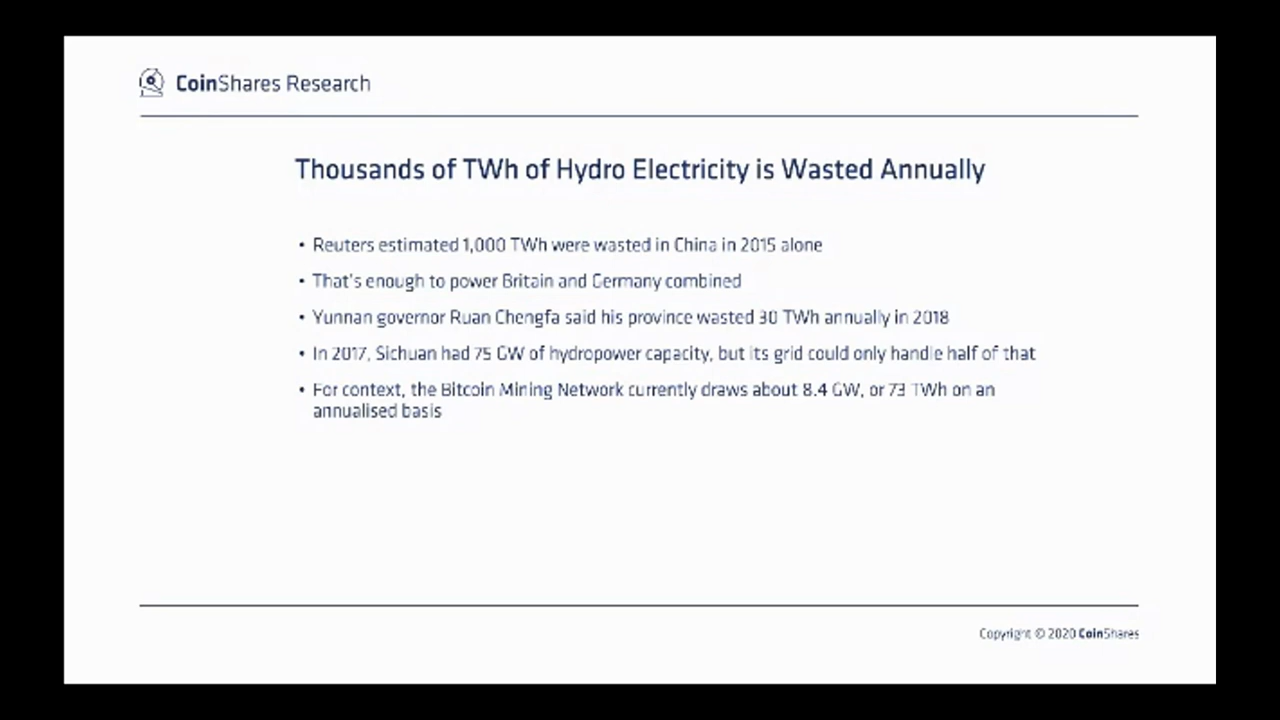 CoinShares Research
Thousands of TWh of Hydro Electricity is Wasted Annually
• Reuters estimated 1,000 TWh were wasted in China in 2015 alone
• That's enough to power Britain and Germany combined
• Yunnan governor Ruan Chengfa said his province wasted 30 TWh annually in 2018
• In 2017, Sichuan had 75 GW of hydropower capacity, but its grid could only handle half of that
• For context, the Bitcoin Mining Network currently draws about 8.4 GW, or 73 TWh on an
annualised basis
Copyright © 2020 CoinShares